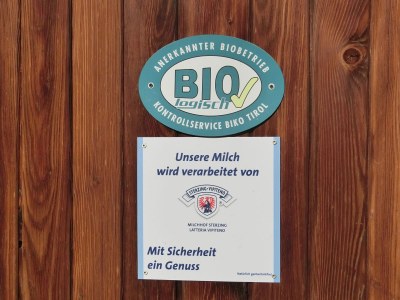 ANERKANNTER BIOBETRIEB
BIO
logisch
KONTROLLSERVICE BIKO TIROL
Unsere Milch
wird verarbeitet von
STERZING-VIPITENO
MILCHHOF STERZING
LATTERIA VIPITENO
Mit Sicherheit
ein Genuss